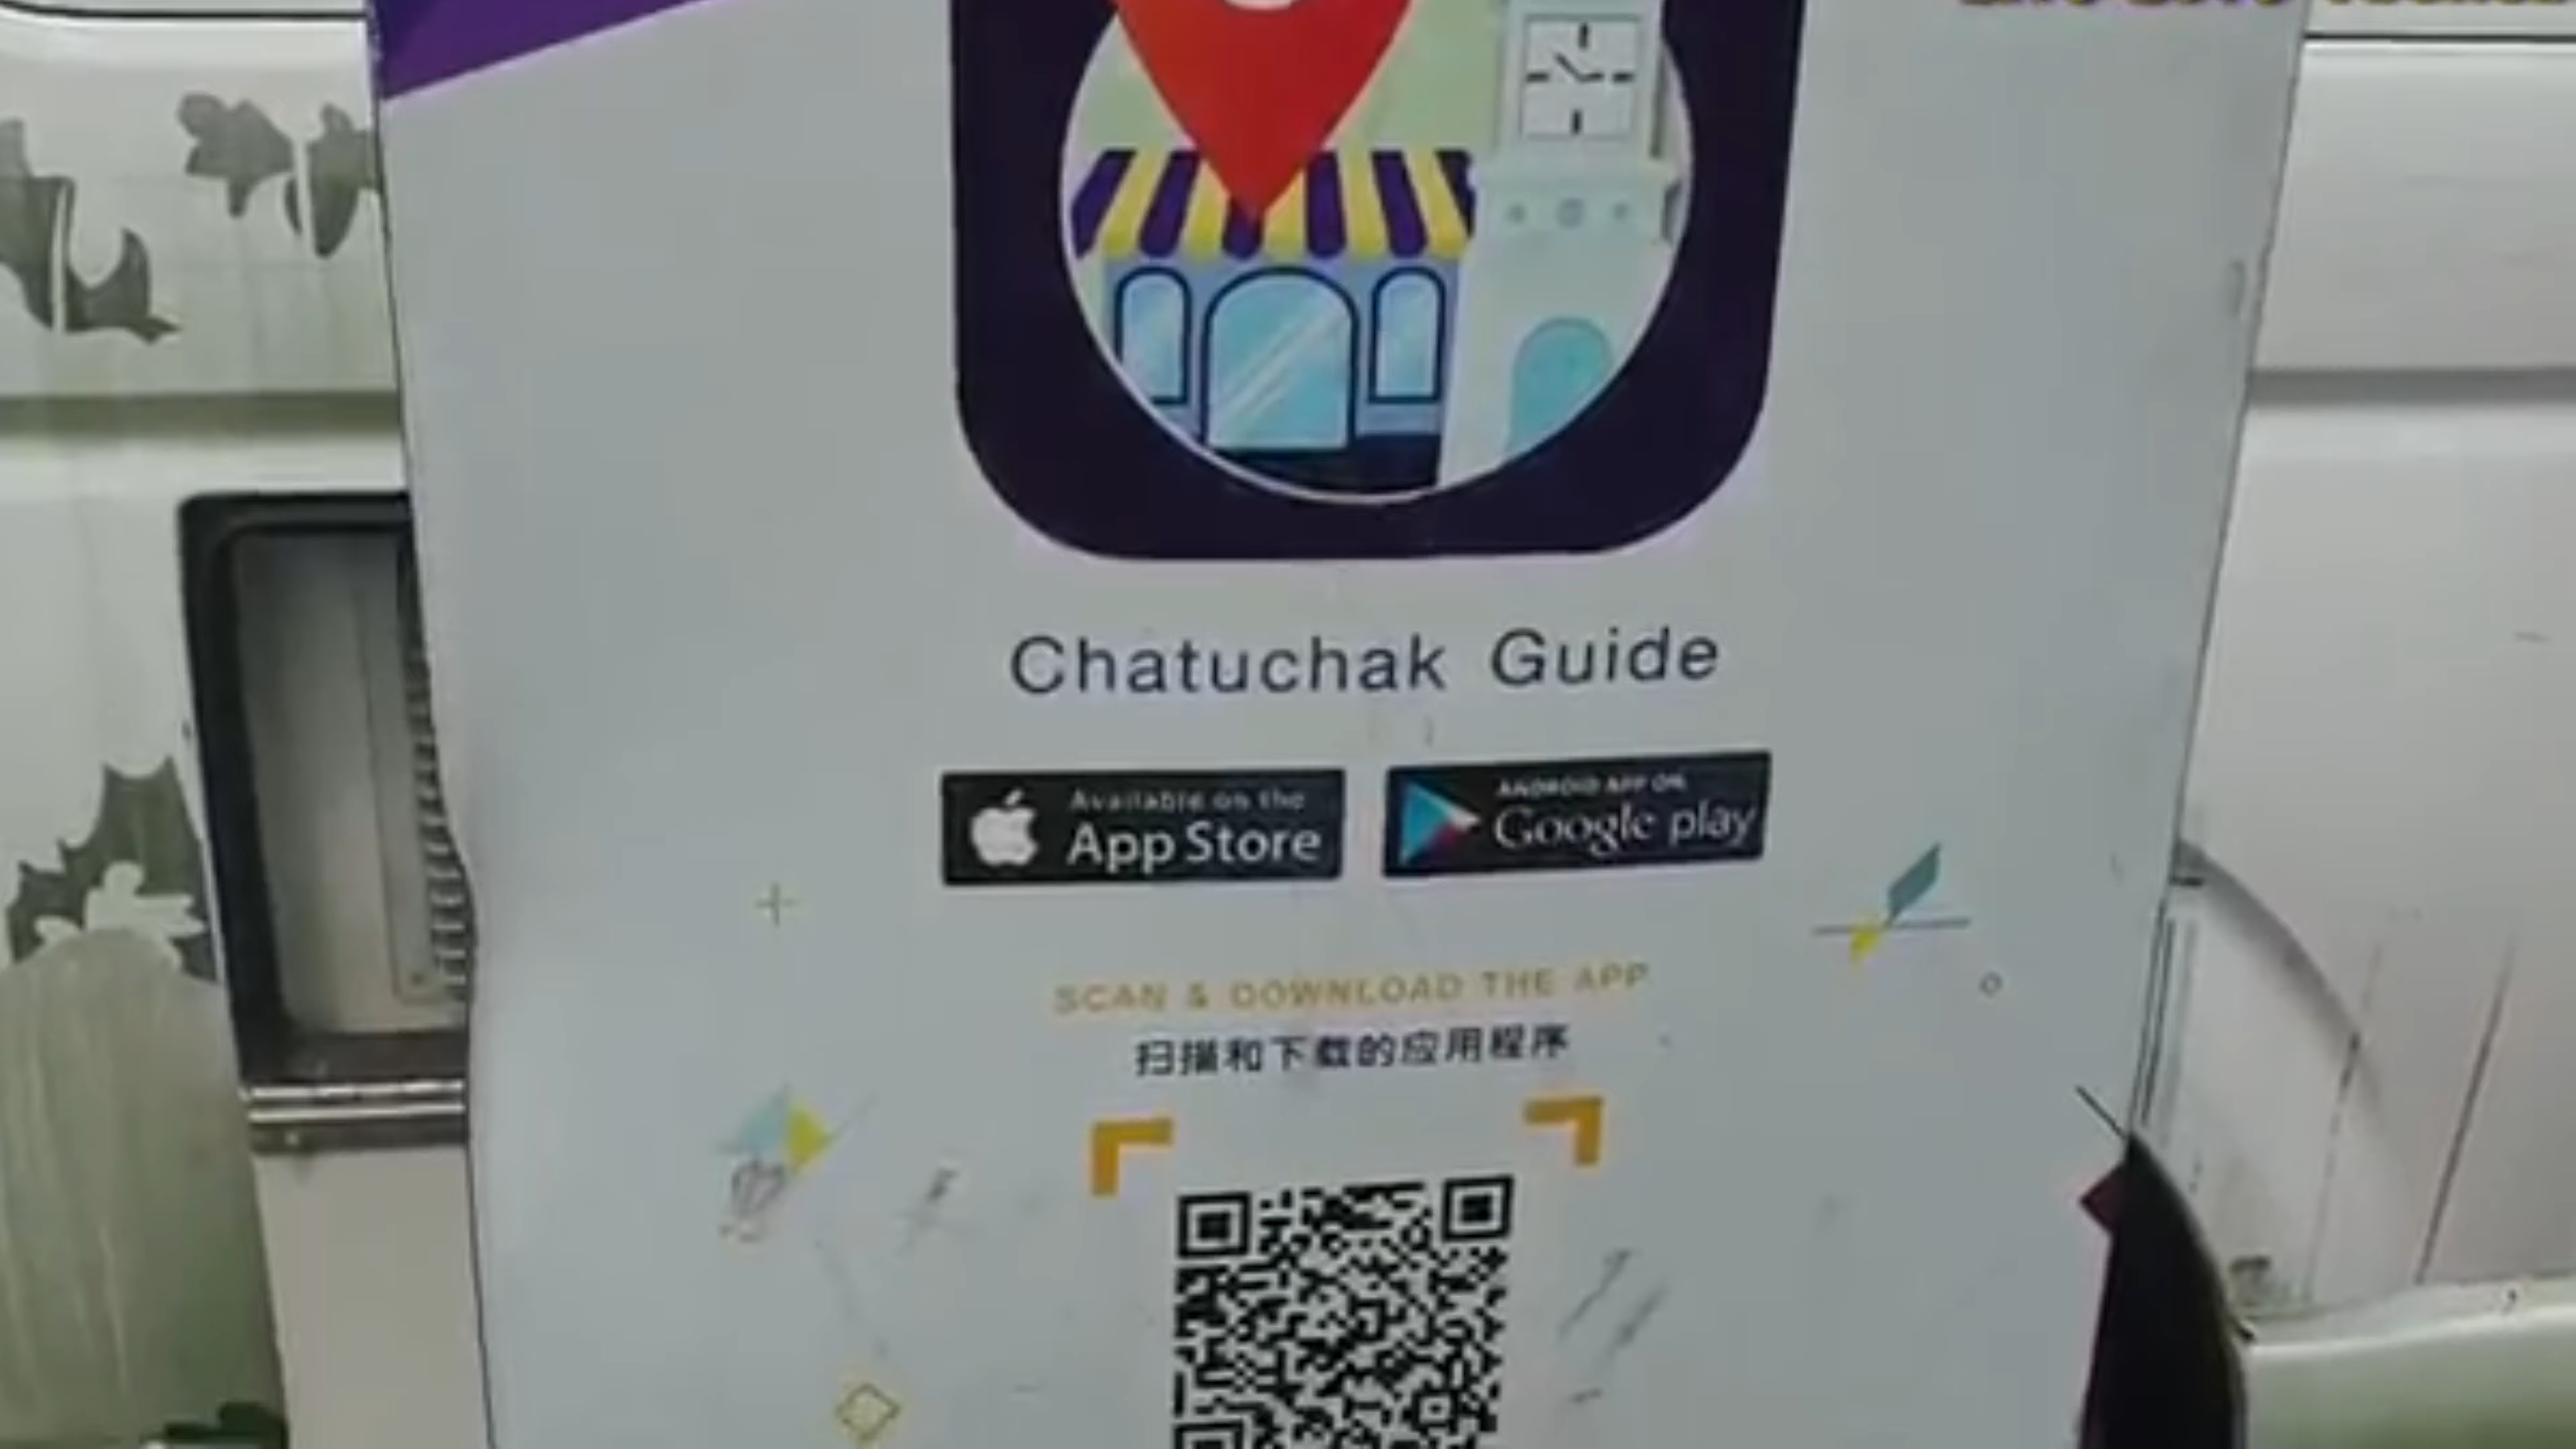 Chatuchak Guide
Available on the
App Store
ANDROID APP ON
Google play
SCAN & DOWNLOAD THE APP
扫描和下载的应用程序